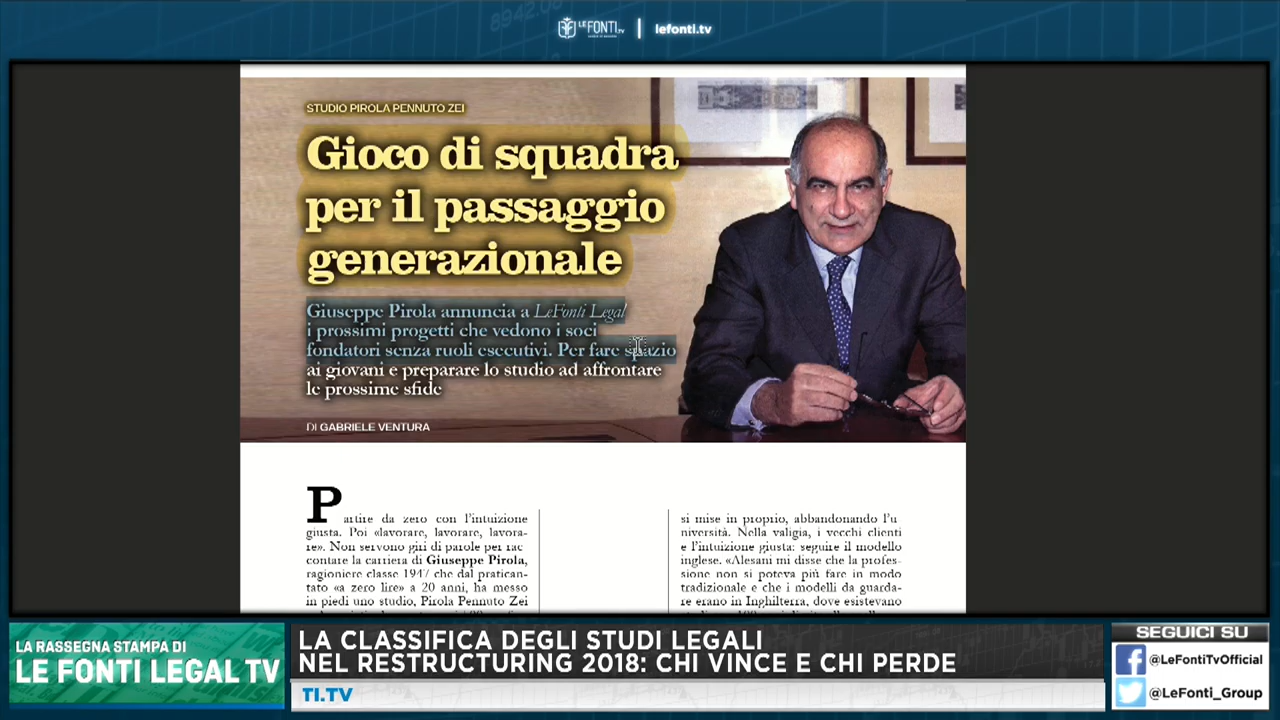 LE FONTI.TV
lefonti.tv
STUDIO PIROLA PENNUTO ZEI
Gioco di squadra
per il passaggio
generazionale
Giuseppe Pirola annuncia a LeFonti Legal
i prossimi progetti che vedono i soci
fondatori senza ruoli esecutivi. Per fare spazio
ai giovani e preparare lo studio ad affrontare
le prossime sfide
DI GABRIELE VENTURA
Partire da zero con l'intuizione
giusta. Poi «lavorare, lavorare, lavora-
re». Non servono giri di parole per rac-
contare la carriera di Giuseppe Pirola,
ragioniere classe 1947 che dal pratican-
tato «a zero lire» a 20 anni, ha messo
in piedi uno studio, Pirola Pennuto Zei
si mise in proprio, abbandonando l'u
niversità. Nella valigia, i vecchi clienti
e l'intuizione giusta: seguire il modello
inglese. «Alesani mi disse che la profes-
sione non si poteva più fare in modo
tradizionale e che i modelli da guarda-
re erano in Inghilterra, dove esistevano
LA RASSEGNA STAMPA DI
LE FONTI LEGAL TV
LA CLASSIFICA DEGLI STUDI LEGALI
NEL RESTRUCTURING 2018: CHI VINCE E CHI PERDE
TI.TV
SEGUICI SU
@LeFontiTvOfficial
@LeFonti_Group